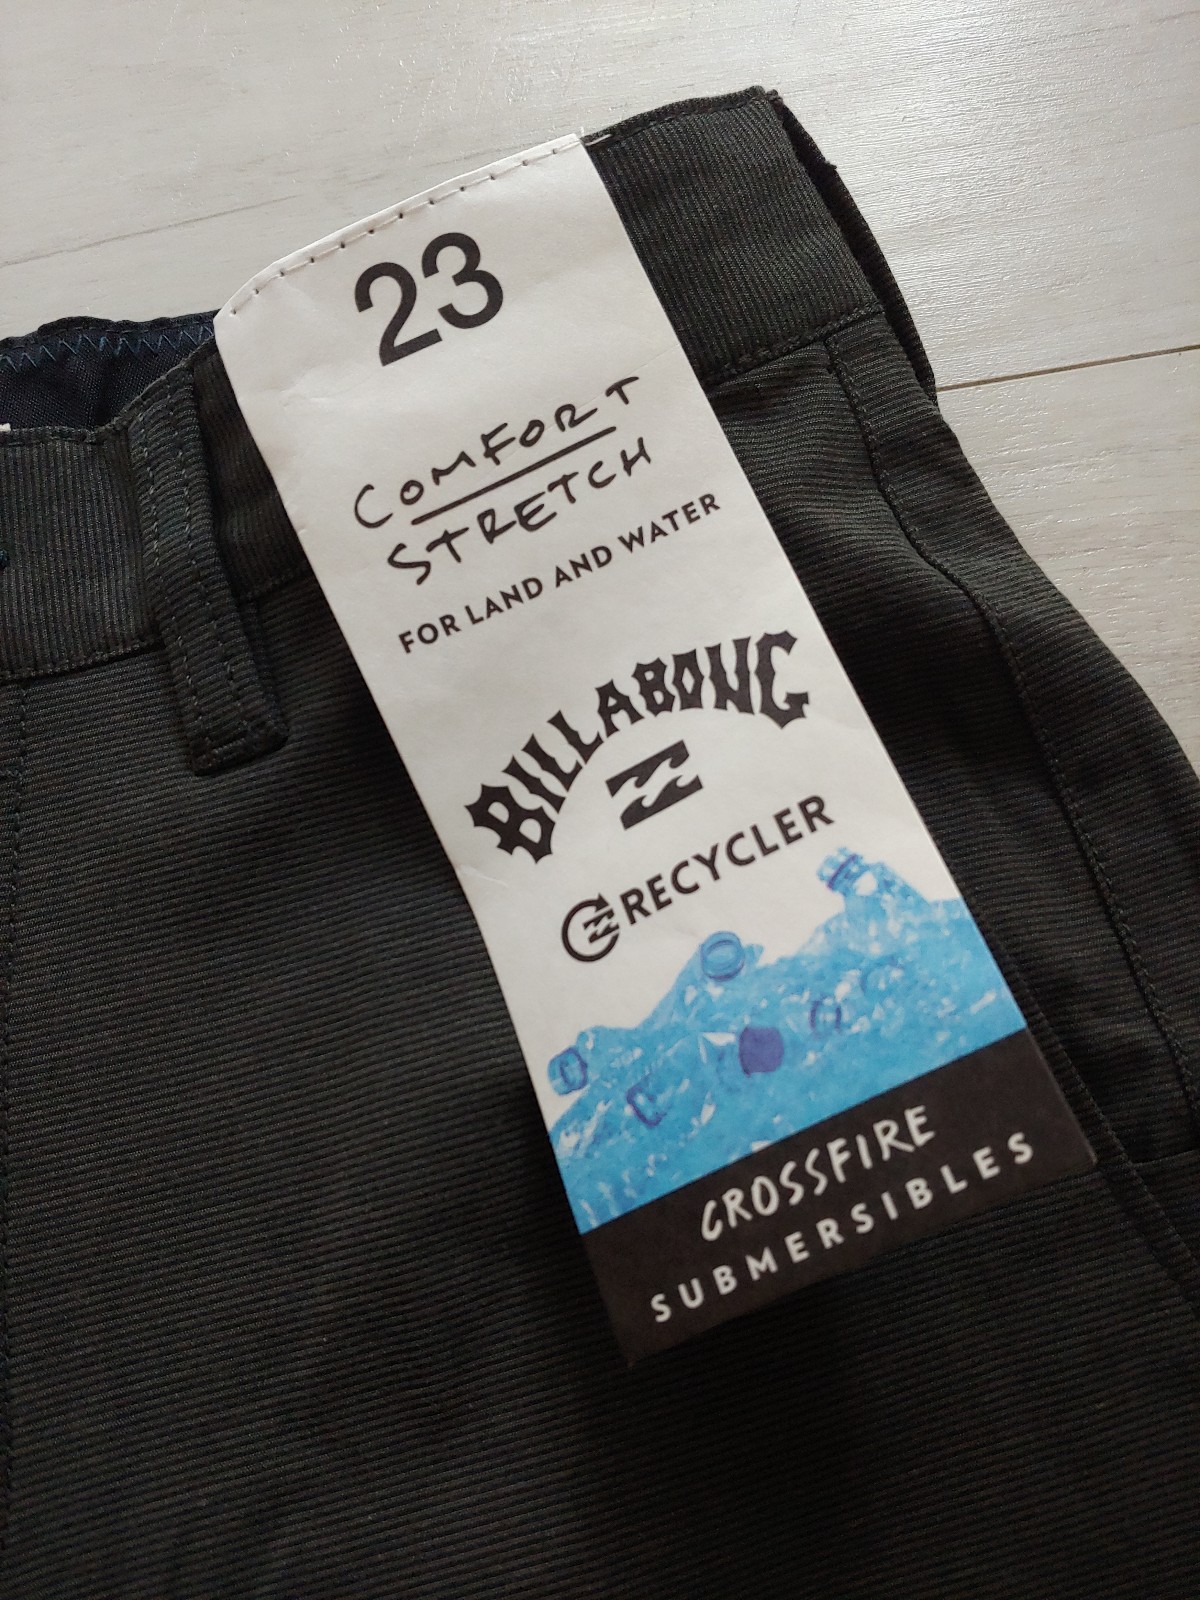 23
COMFORT
STRETCH
FOR LAND AND WATER
BILLABONG
RECYCLER
CROSSFIRE
SUBMERSIBLES